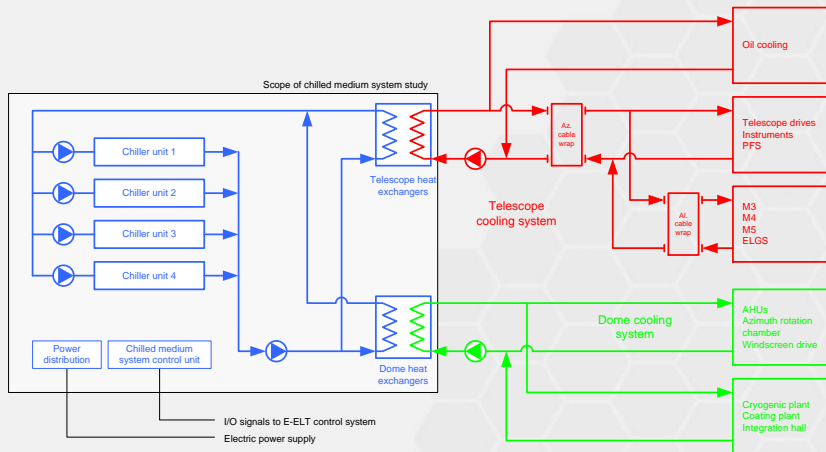 Scope of chilled medium system study
Chiller unit 1
Chiller unit 2
Chiller unit 3
Chiller unit 4
Telescope heat
exchangers
Dome heat
exchangers
Power
distribution
Chilled medium
system control unit
I/O signals to E-ELT control system
Electric power supply
Telescope
cooling system
Az.
cable
wrap
Al.
cable
wrap
Oil cooling
Telescope drives
Instruments
PFS
M3
M4
M5
ELGS
Dome cooling
system
AHUs
Azimuth rotation
chamber
Windscreen drive
Cryogenic plant
Coating plant
Integration hall